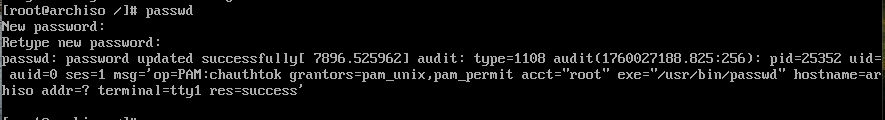 [root@archiso /]# passwd
New password:
Retype new password:
passwd: password updated successfully[ 7896.525962] audit: type=1108 audit(1760027188.825:256): pid=25352 uid=
 auid=0 ses=1 msg='op=PAM:chauthtok grantors=pam_unix,pam_permit acct="root" exe="/usr/bin/passwd" hostname=ar
hiso addr=? terminal=tty1 res=success'
[root@archiso /]#